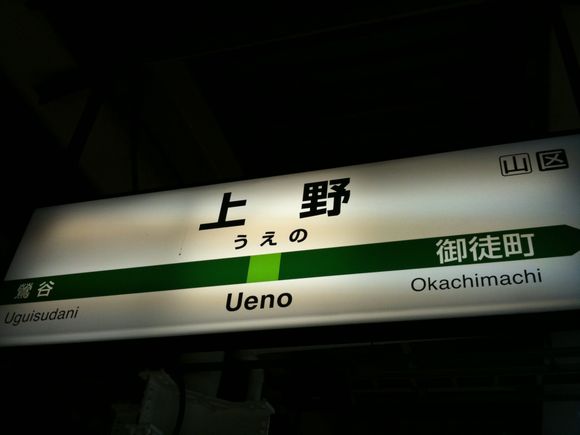 山 区
上野
うえの
鶯谷 御徒町
Uguisudani Ueno Okachimachi